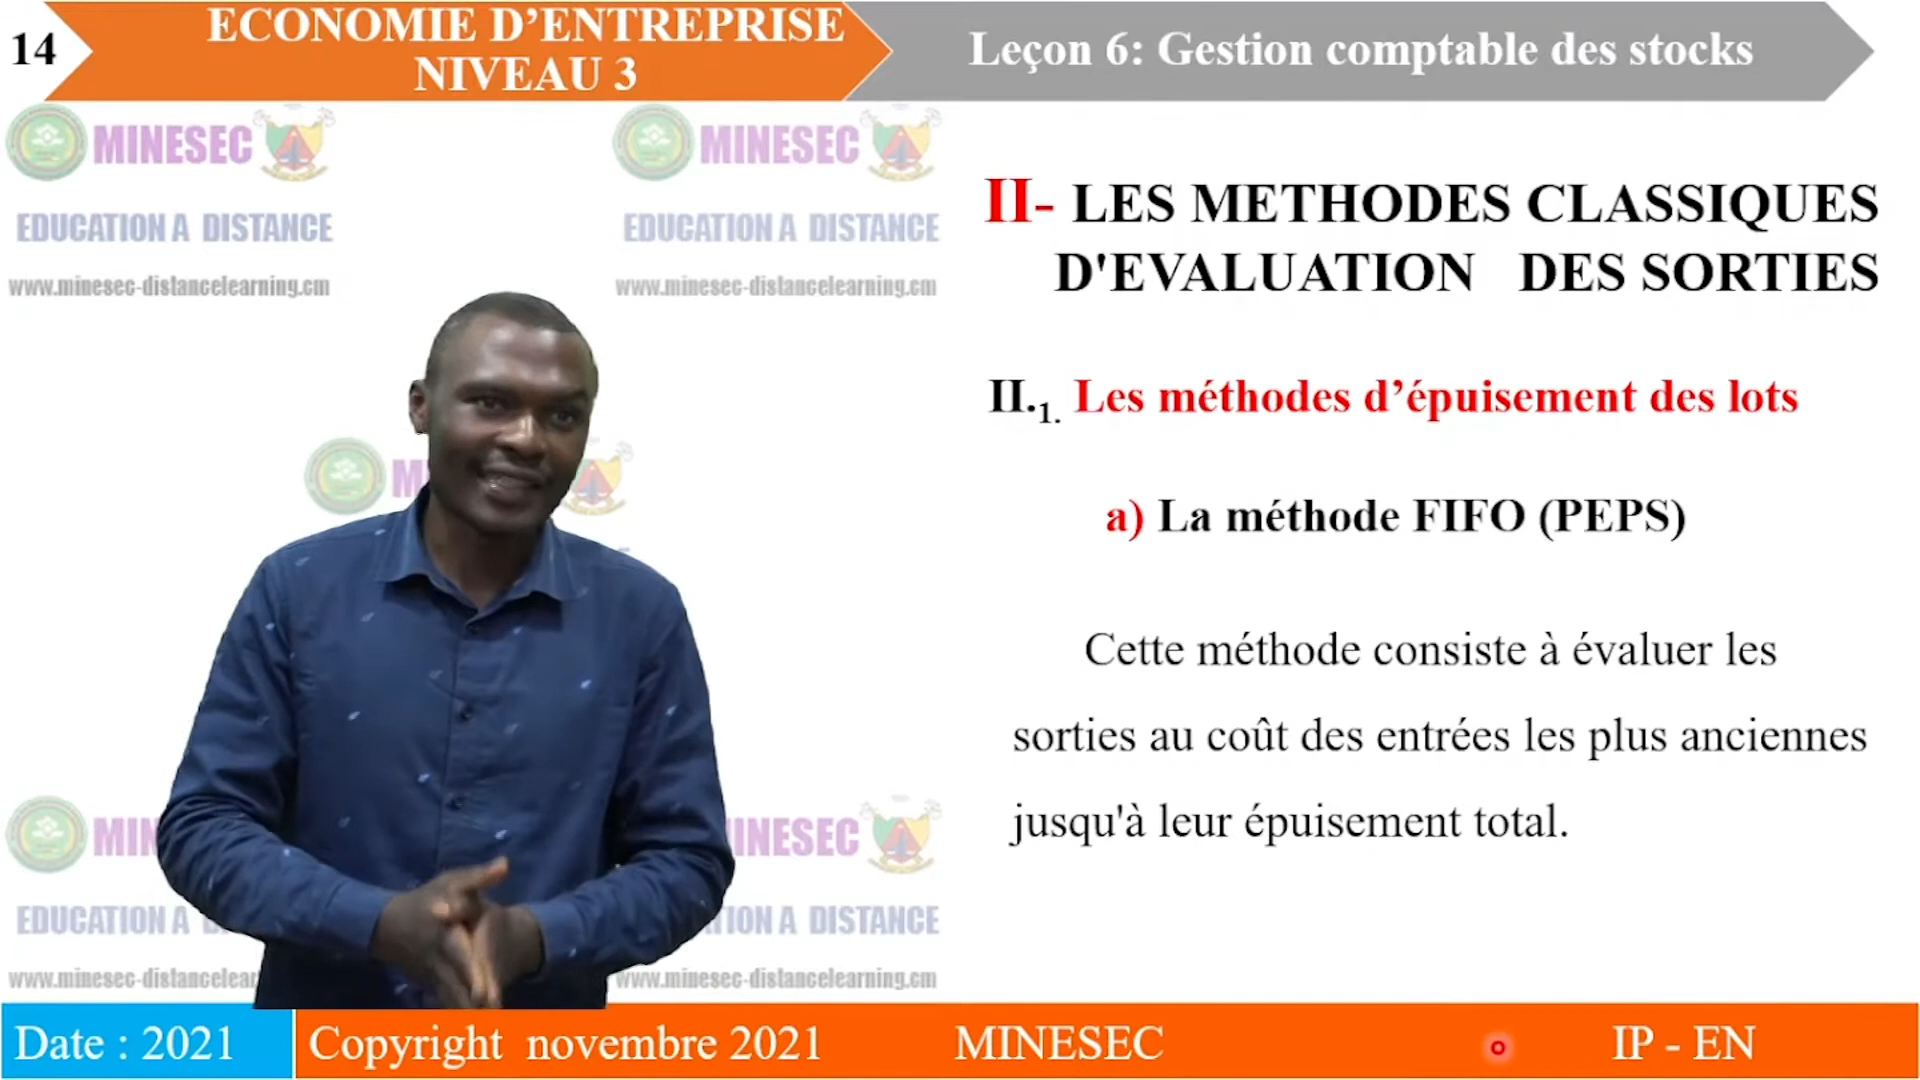 14
ECONOMIE D’ENTREPRISE
NIVEAU 3
Leçon 6: Gestion comptable des stocks
MINESEC
EDUCATION A DISTANCE
www.minesec-distancelearning.cm
MINESEC
EDUCATION A DISTANCE
www.minesec-distancelearning.cm
II- LES METHODES CLASSIQUES
D'EVALUATION DES SORTIES
II.1. Les méthodes d’épuisement des lots
a) La méthode FIFO (PEPS)
Cette méthode consiste à évaluer les
sorties au coût des entrées les plus anciennes
jusqu'à leur épuisement total.
EDUCATION A
DISTANCE
www.minesec-distancelearning.cm
Date : 2021
Copyright novembre 2021
MINESEC
IP - EN